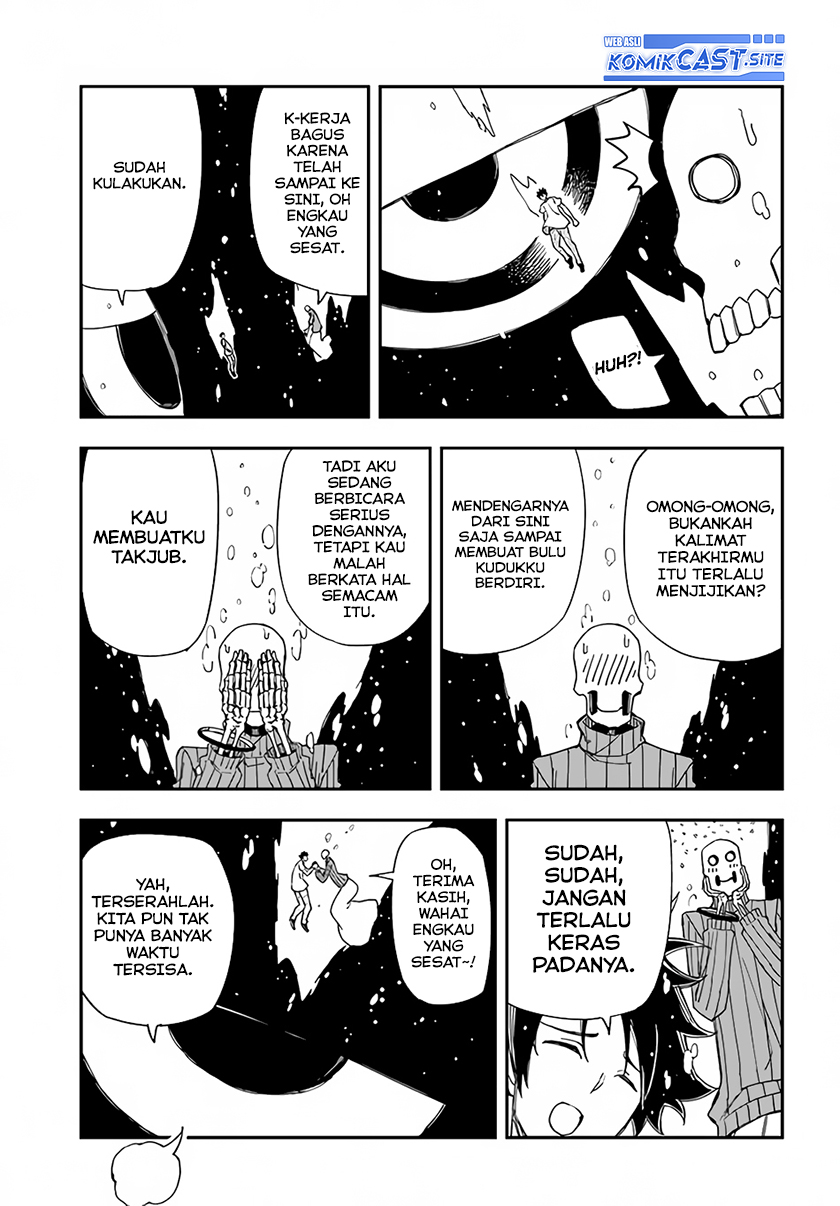 WEB ASLI
KOMIKCAST.SITE
HUH?!
K-KERJA
BAGUS
KARENA
TELAH
SAMPAI KE
SINI, OH
ENGKAU
YANG
SESAT.
SUDAH
KULAKUKAN.
OMONG-OMONG,
BUKANKAH
KALIMAT
TERAKHIRMU
ITU TERLALU
MENJIJIKAN?
MENDENGARNYA
DARI SINI
SAJA SAMPAI
MEMBUAT BULU
KUDUKKU
BERDIRI.
TADI AKU
SEDANG
BERBICARA
SERIUS
DENGANNYA,
TETAPI KAU
MALAH
BERKATA HAL
SEMACAM
ITU.
KAU
MEMBUATKU
TAKJUB.
SUDAH,
SUDAH,
JANGAN
TERLALU
KERAS
PADANYA.
OH,
TERIMA
KASIH,
WAHAI
ENGKAU
YANG
SESAT~!
YAH,
TERSERAHLAH.
KITA PUN TAK
PUNYA BANYAK
WAKTU
TERSISA.